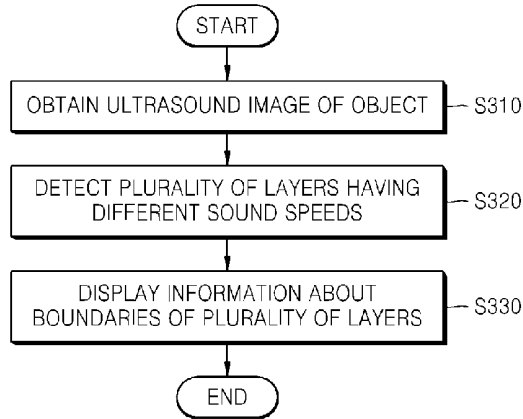 START
OBTAIN ULTRASOUND IMAGE OF OBJECT
S310
DETECT PLURALITY OF LAYERS HAVING
DIFFERENT SOUND SPEEDS
S320
DISPLAY INFORMATION ABOUT
BOUNDARIES OF PLURALITY OF LAYERS
S330
END